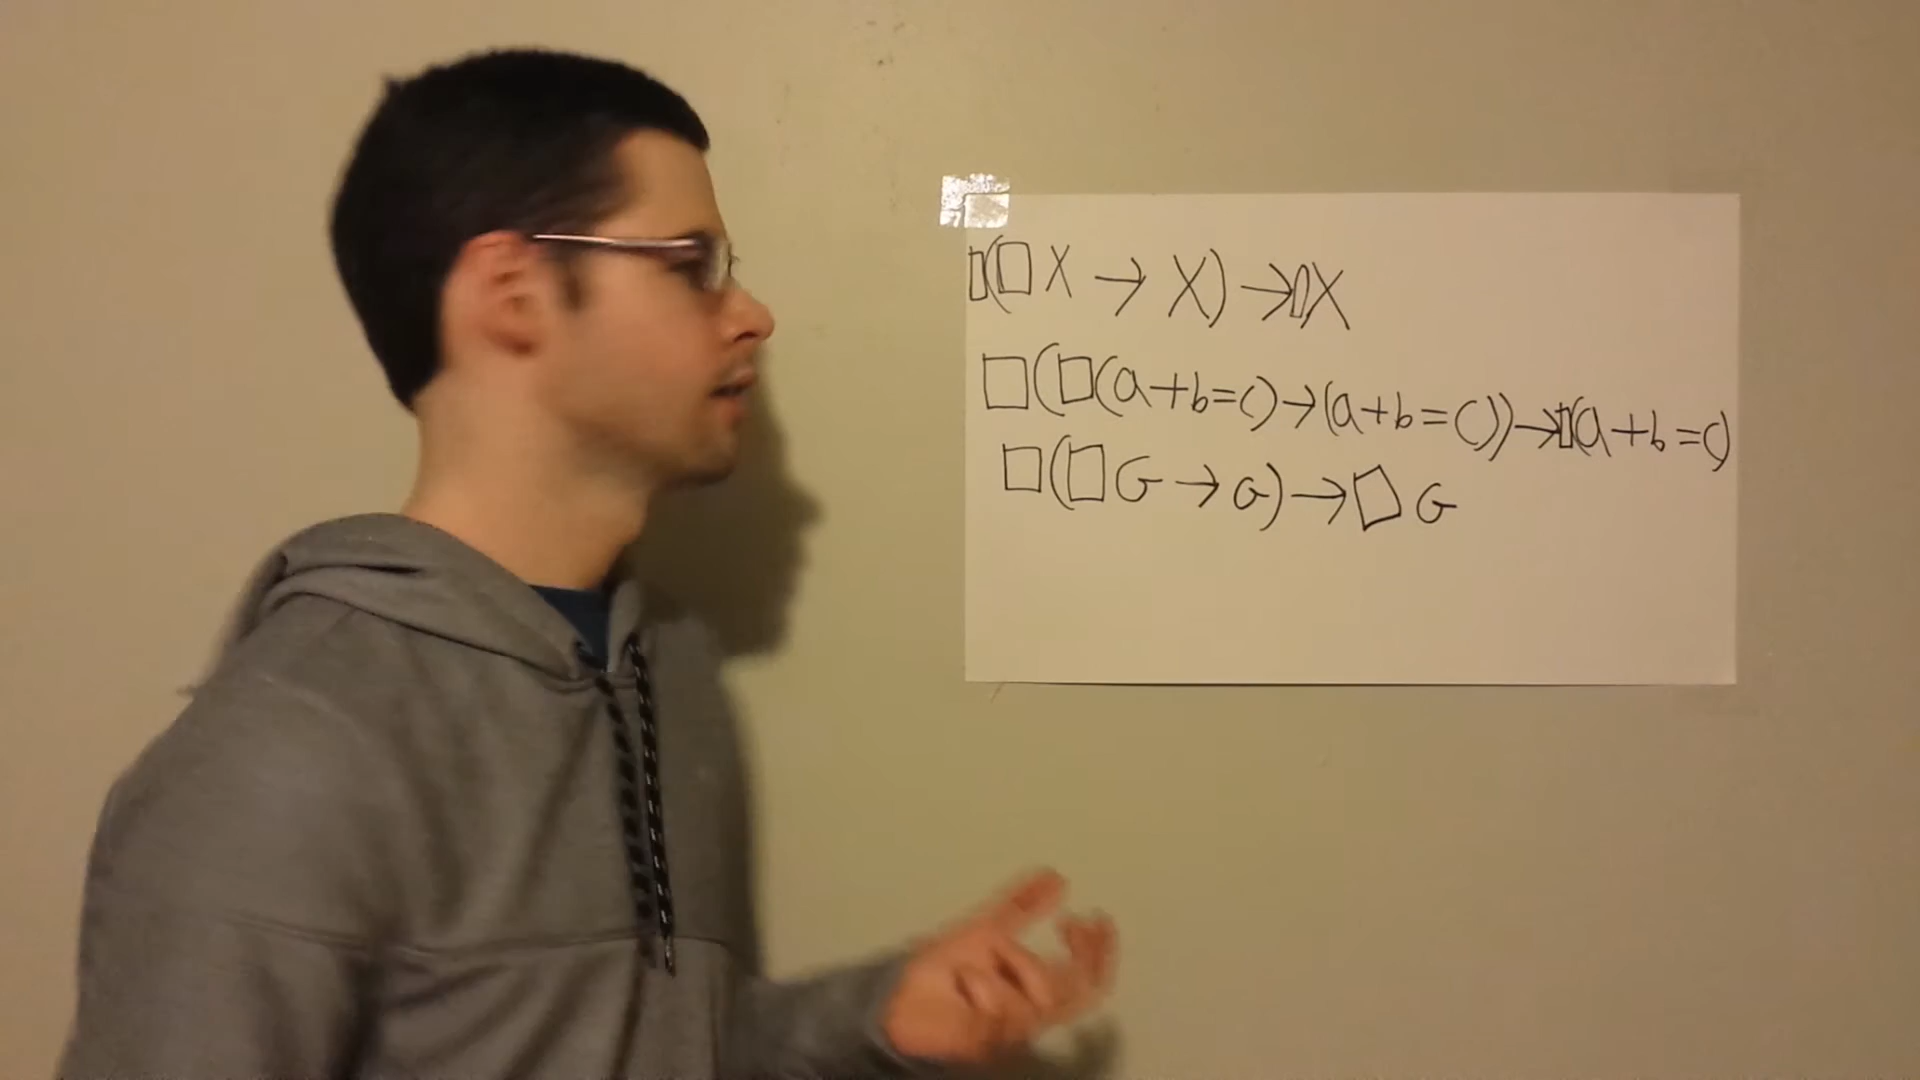 □(□X → X) → □X
□(□(a+b=c) → (a+b=c)) → □(a+b=c)
□(□G → G) → □G